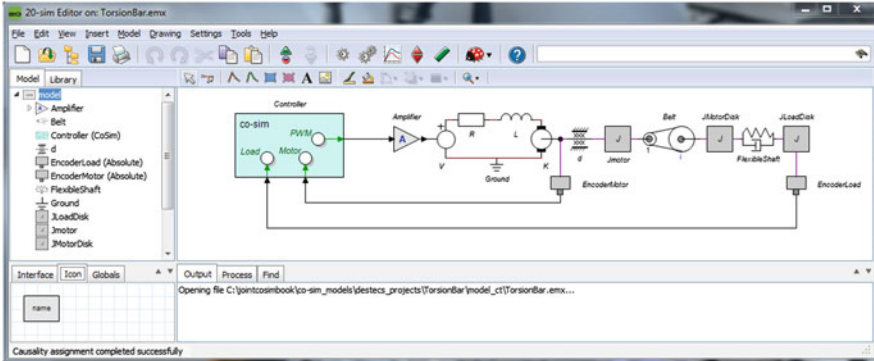 20-sim Editor on: TorsionBar.emx
File Edit View Insert Model Drawing Settings Tools Help
Model Library
model
Amplifier
Belt
Controller (CoSim)
d
EncoderLoad (Absolute)
EncoderMotor (Absolute)
FlexibleShaft
Ground
JLoadDisk
Jmotor
JMotorDisk
Controller
co-sim
PWM
Load
Motor
Amplifier
A
V
R
L
Ground
K
d
EncoderMotor
J
Jmotor
Belt
1
JMotorDisk
J
FlexibleShaft
JLoadDisk
J
EncoderLoad
Interface Icon Globals
name
Output Process Find
Opening file C:\jointcosimbook\co-sim_models\destecs_projects\TorsionBar\model_ct\TorsionBar.emx...
Causality assignment completed successfully